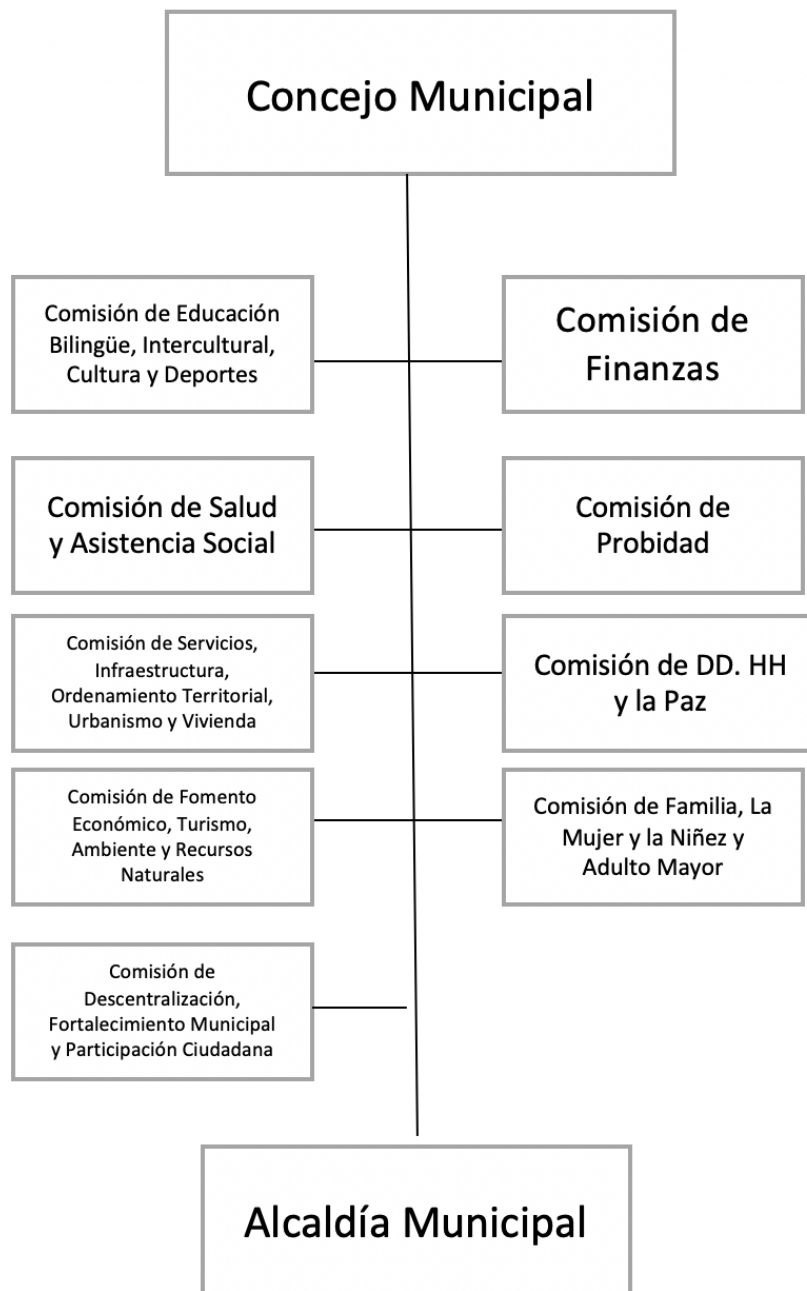 Concejo Municipal
Comisión de Educación
Bilingüe, Intercultural,
Cultura y Deportes
Comisión de
Finanzas
Comisión de Salud
y Asistencia Social
Comisión de
Probidad
Comisión de Servicios,
Infraestructura,
Ordenamiento Territorial,
Urbanismo y Vivienda
Comisión de DD. HH
y la Paz
Comisión de Fomento
Económico, Turismo,
Ambiente y Recursos
Naturales
Comisión de Familia, La
Mujer y la Niñez y
Adulto Mayor
Comisión de
Descentralización,
Fortalecimiento Municipal
y Participación Ciudadana
Alcaldía Municipal